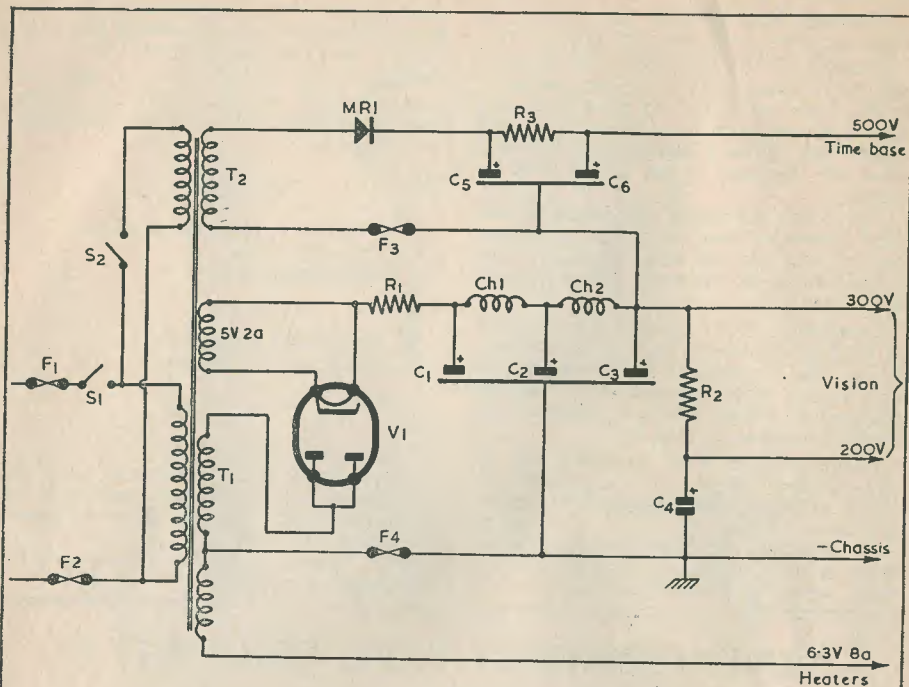 MR1
R3
500V
Time base
T2
C5
C6
S2
F3
R1
Ch1
Ch2
300V
5V 2a
F1
S1
C1
C2
C3
R2
Vision
V1
200V
T1
C4
F4
F2
-Chassis
6·3V 8a
Heaters